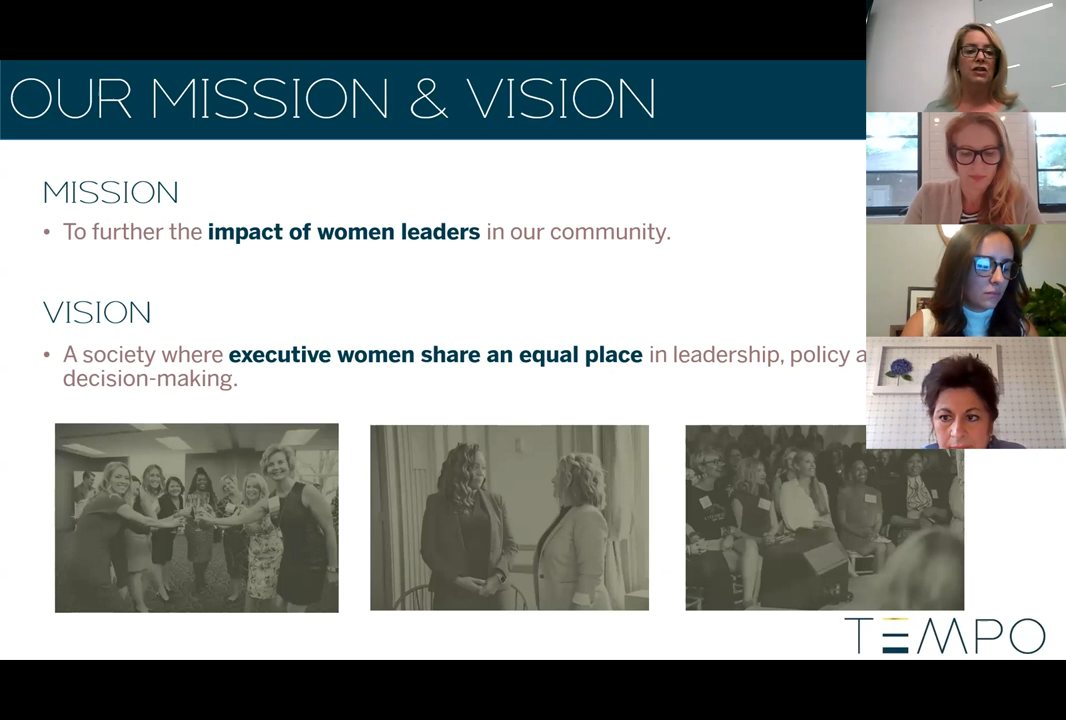 OUR MISSION & VISION
MISSION
• To further the impact of women leaders in our community.
VISION
• A society where executive women share an equal place in leadership, policy a
decision-making.
TEMPO